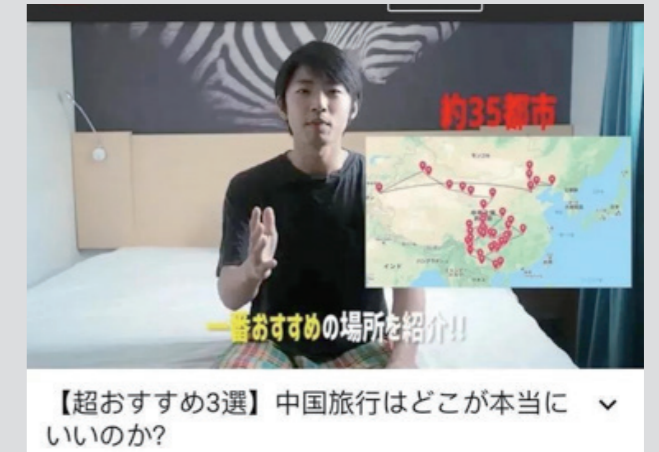 約35都市
一番おすすめの場所を紹介!!
【超おすすめ3選】中国旅行はどこが本当に
いいのか?